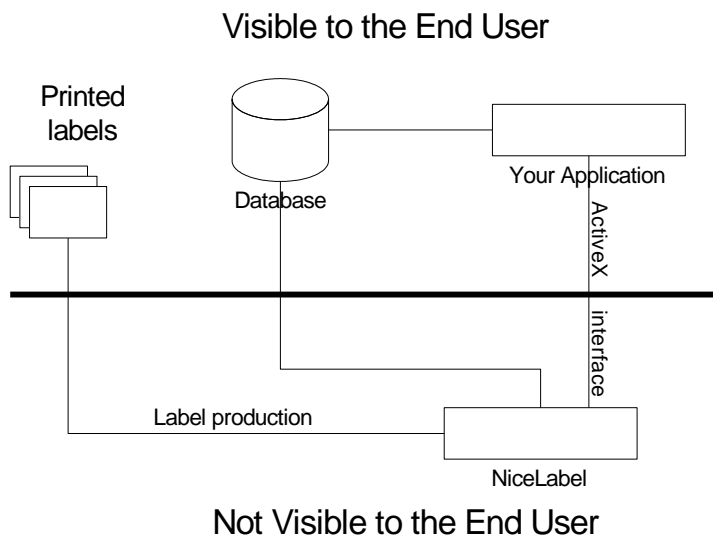 Visible to the End User
Printed
labels
Database
Your Application
ActiveX
interface
Label production
NiceLabel
Not Visible to the End User